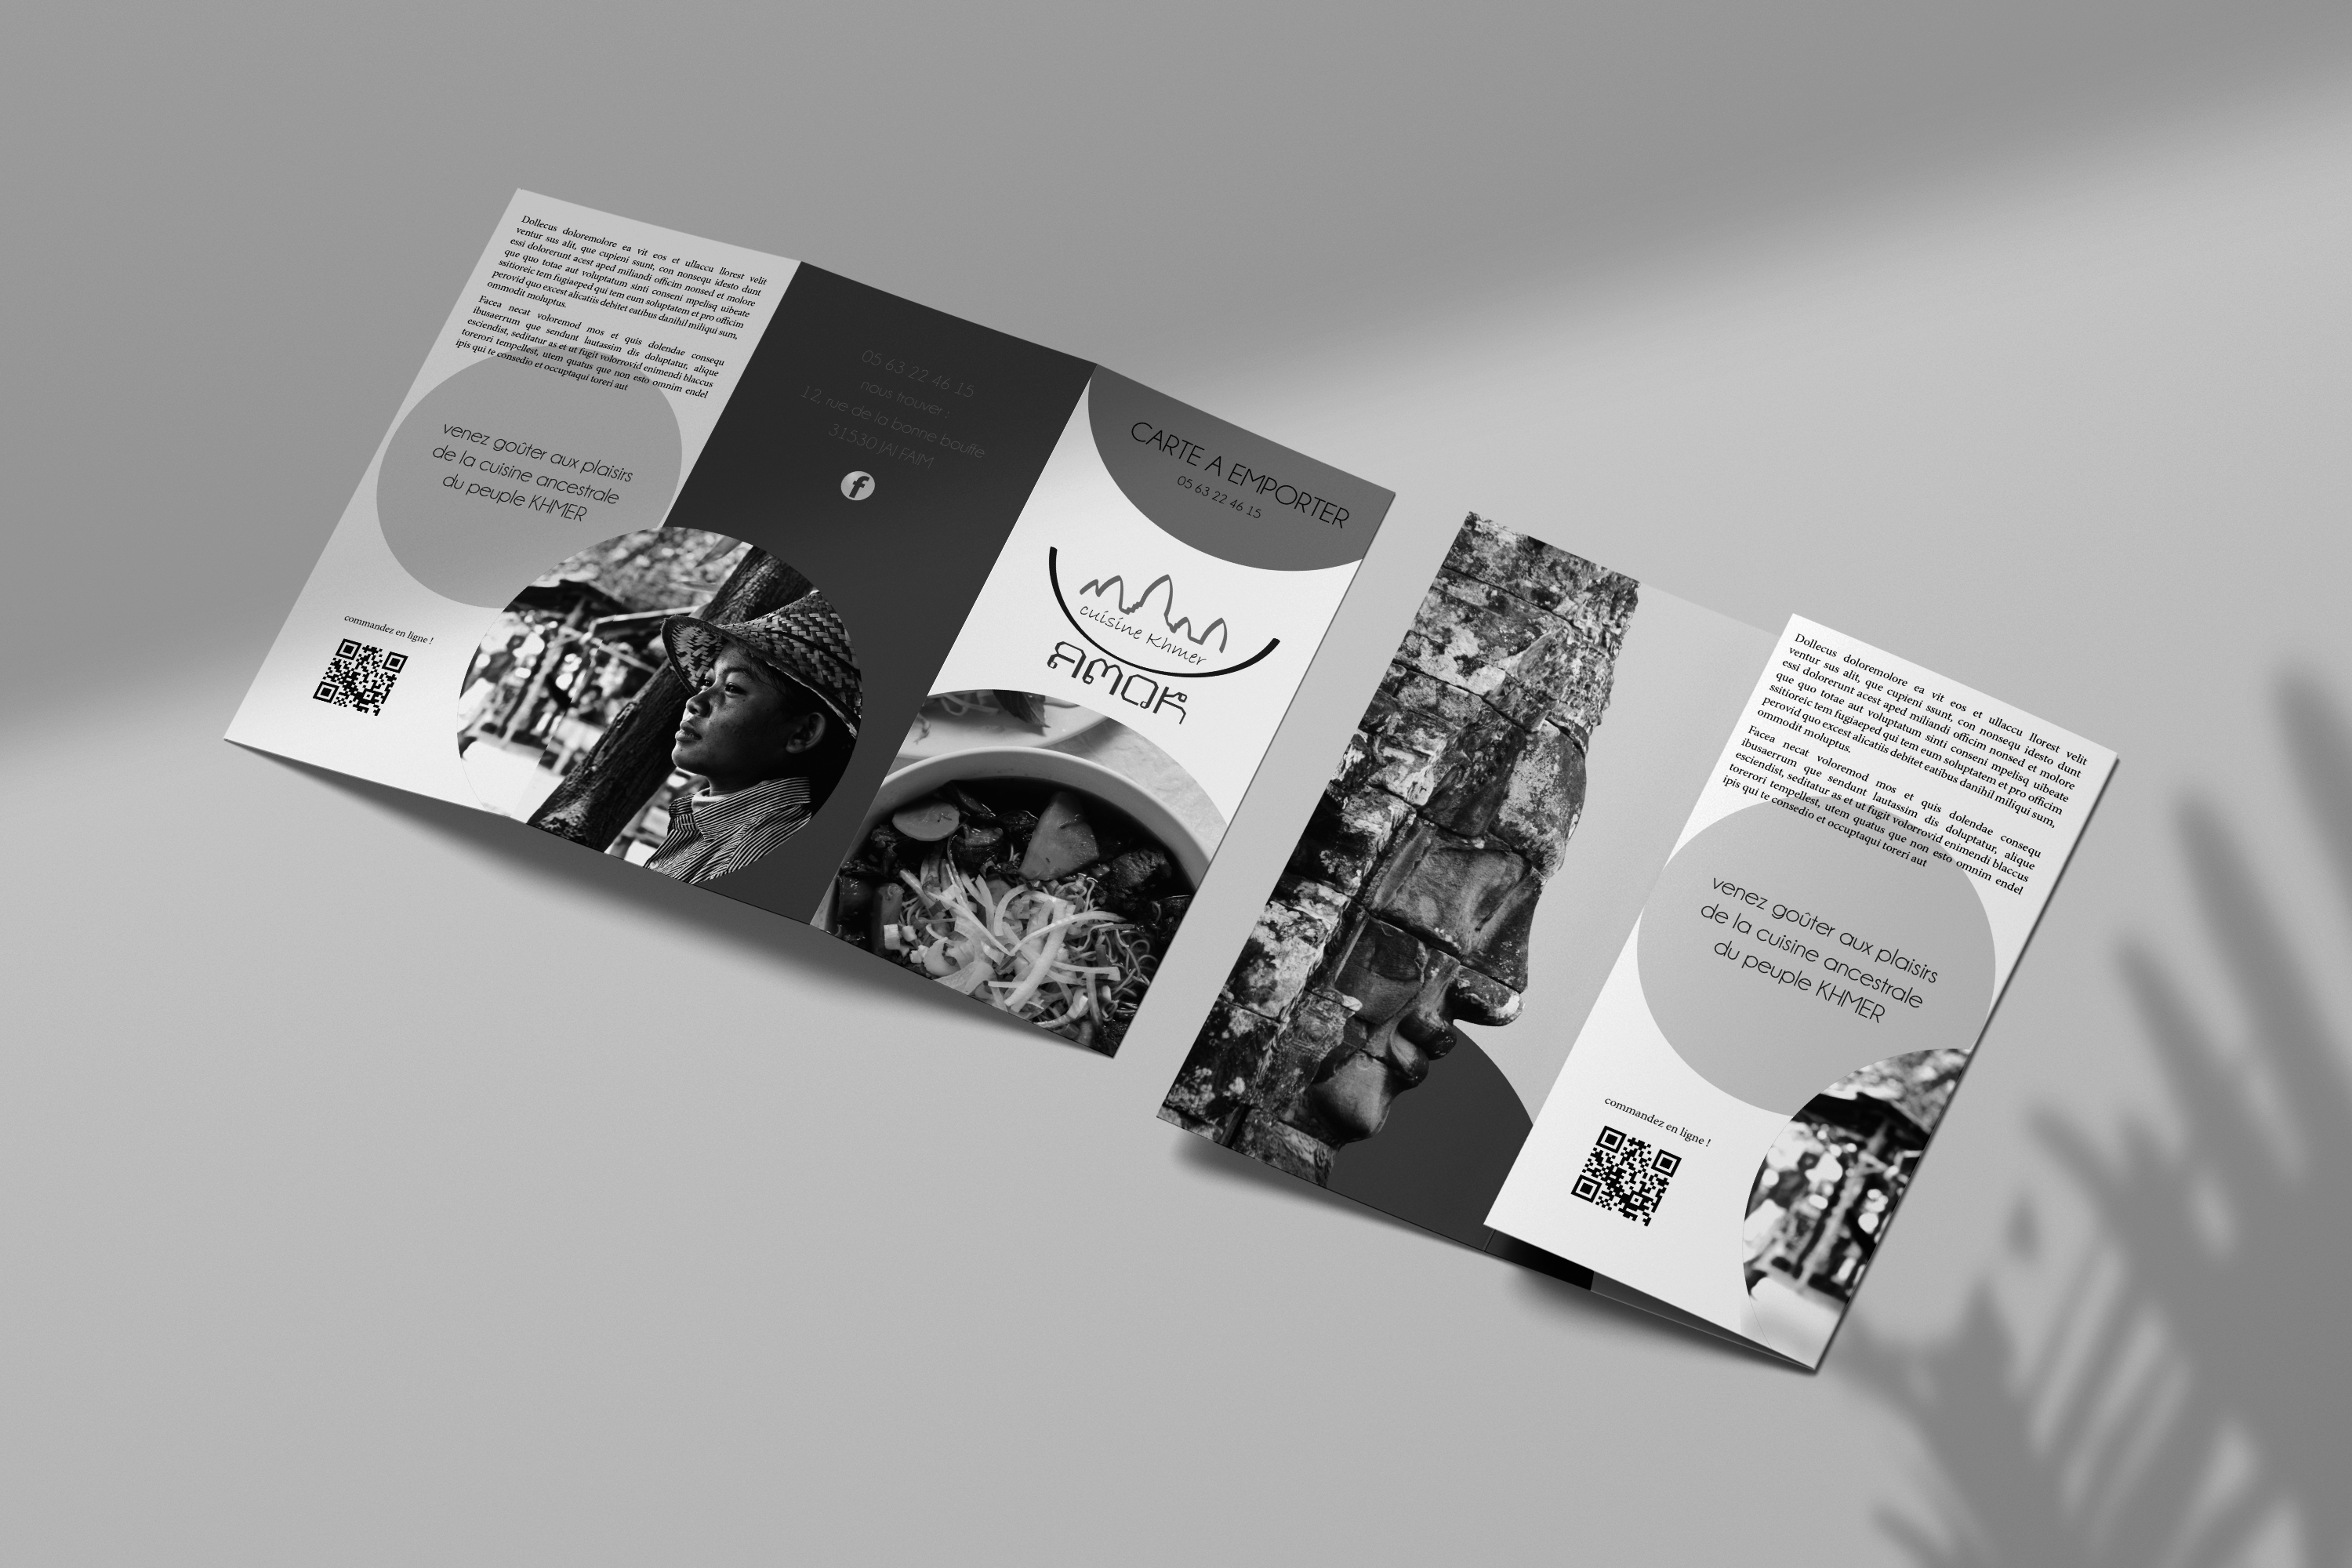 Dollecus doloremolore ea vit eos et ullaccu llorest velit
ventur sus alit, que cupieni ssunt, con nonsequ idesto dunt
essi dolorerunt acest aped miliandi officim nonsed et molore
que quo totae aut voluptatum sinti conseni mpelisq uibeate
ssitioreic tem fugiaeped qui tem eum soluptatem et pro officim
perovid quo excest alicatiis debitet eatibus danihil miliqui sum,
ommodit moluptus.
Facea necat voloremod mos et quis dolendae consequ
ibusaerrum que sendunt lautassim dis doluptatur, alique
esciendist, seditatur as et ut fugit volorrovid enimendi blaccus
torerori tempellest, utem quatus que non esto omnim endel
ipis qui te consedio et occuptaqui toreri aut
venez goûter aux plaisirs
de la cuisine ancestrale
du peuple KHMER
commandez en ligne !
05 63 22 46 15
nous trouver :
12, rue de la bonne bouffe
31530 JAI FAIM
f
CARTE A EMPORTER
05 63 22 46 15
cuisine Khmer
AMOK
Dollecus doloremolore ea vit eos et ullaccu llorest velit
ventur sus alit, que cupieni ssunt, con nonsequ idesto dunt
essi dolorerunt acest aped miliandi officim nonsed et molore
que quo totae aut voluptatum sinti conseni mpelisq uibeate
ssitioreic tem fugiaeped qui tem eum soluptatem et pro officim
perovid quo excest alicatiis debitet eatibus danihil miliqui sum,
ommodit moluptus.
Facea necat voloremod mos et quis dolendae consequ
ibusaerrum que sendunt lautassim dis doluptatur, alique
esciendist, seditatur as et ut fugit volorrovid enimendi blaccus
torerori tempellest, utem quatus que non esto omnim endel
ipis qui te consedio et occuptaqui toreri aut
venez goûter aux plaisirs
de la cuisine ancestrale
du peuple KHMER
commandez en ligne !